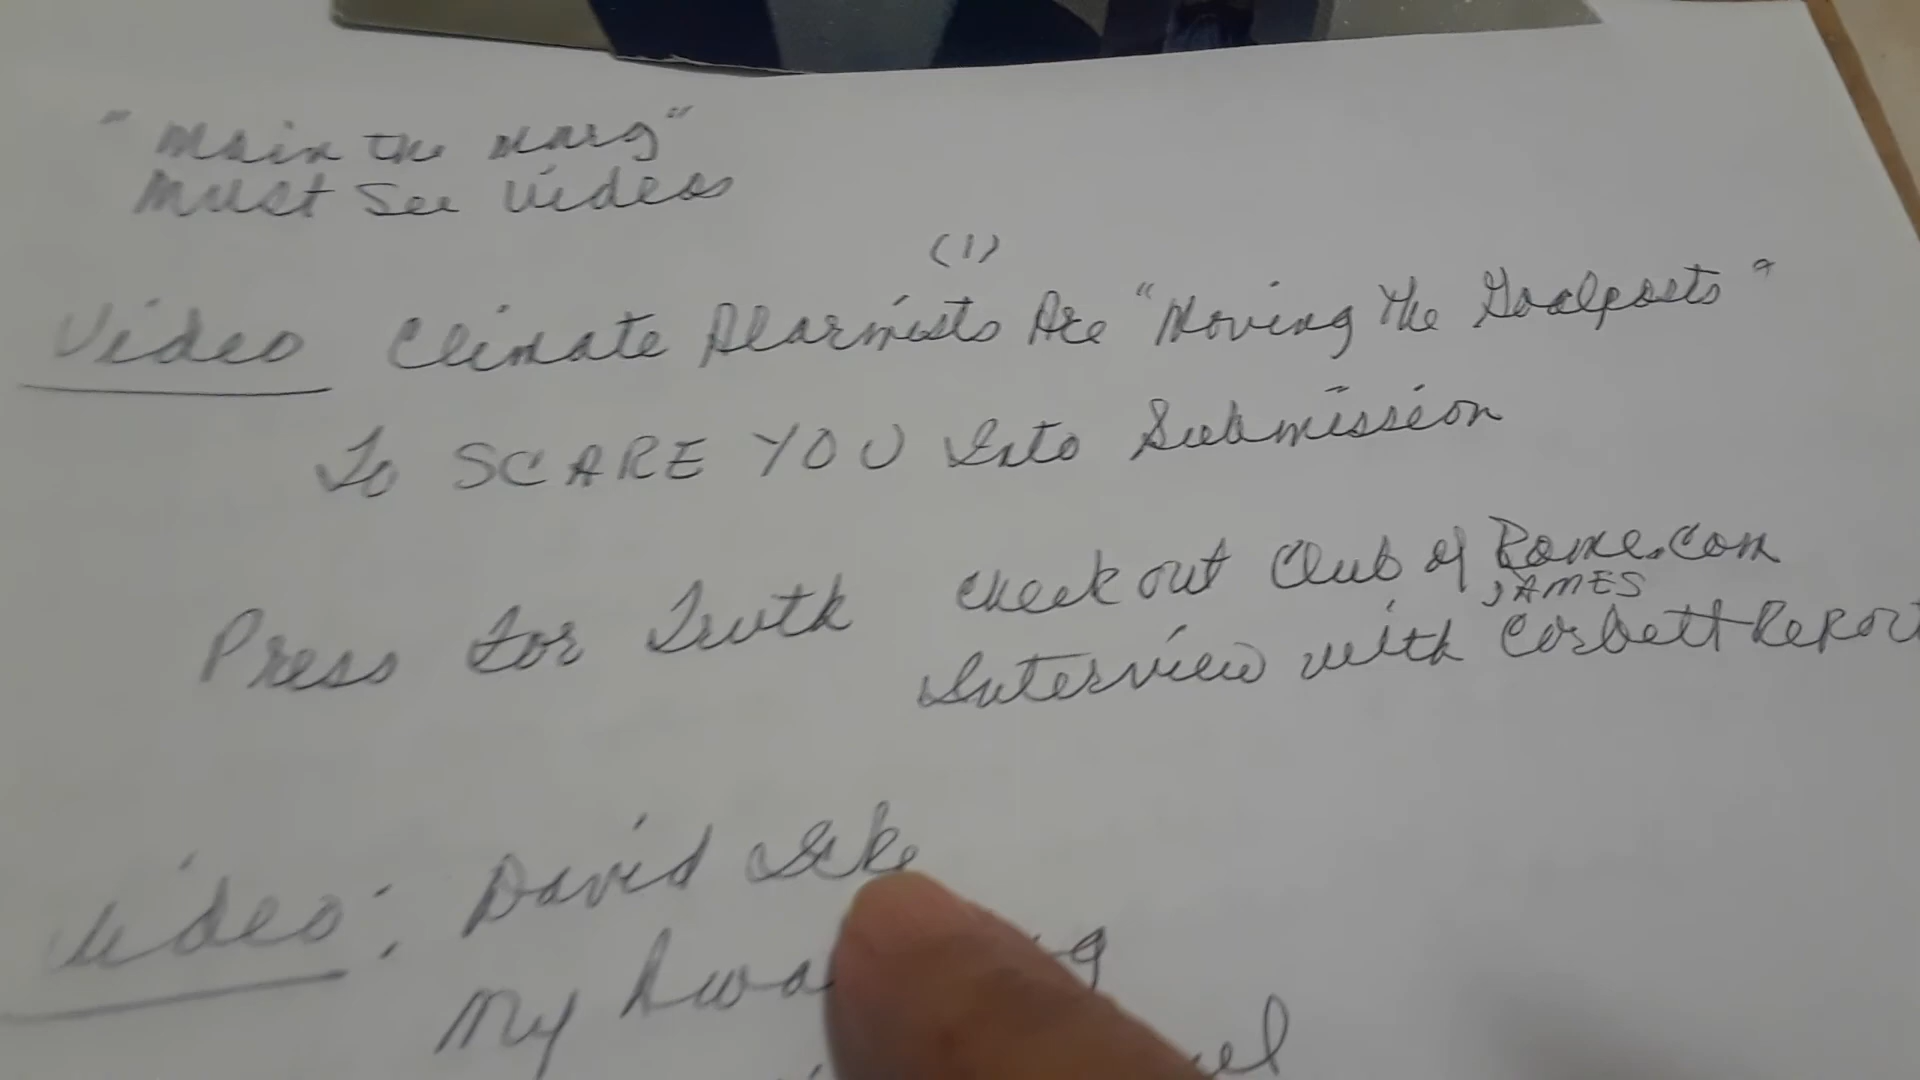 "Main the Marg"
Must See Videos
(1)
Video Climate Alarmists Are "Moving The Goalposts"
To SCARE YOU Into Submission
Press For Truth check out Club of Rome.com
JAMES
Interview with Corbett Report
Video: David Icke
My